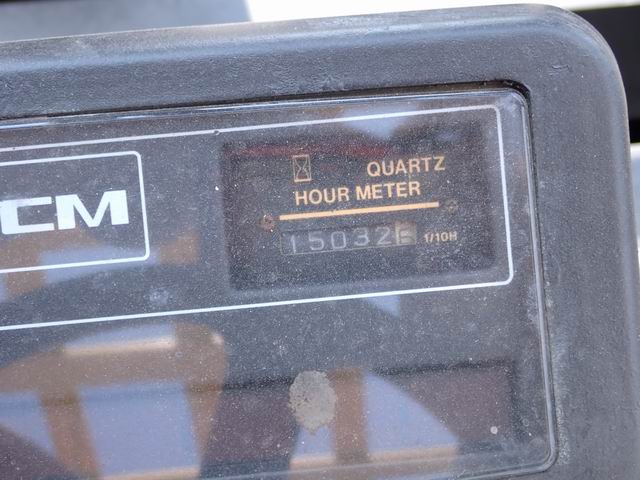 CM
QUARTZ
HOUR METER
15032 1/10H